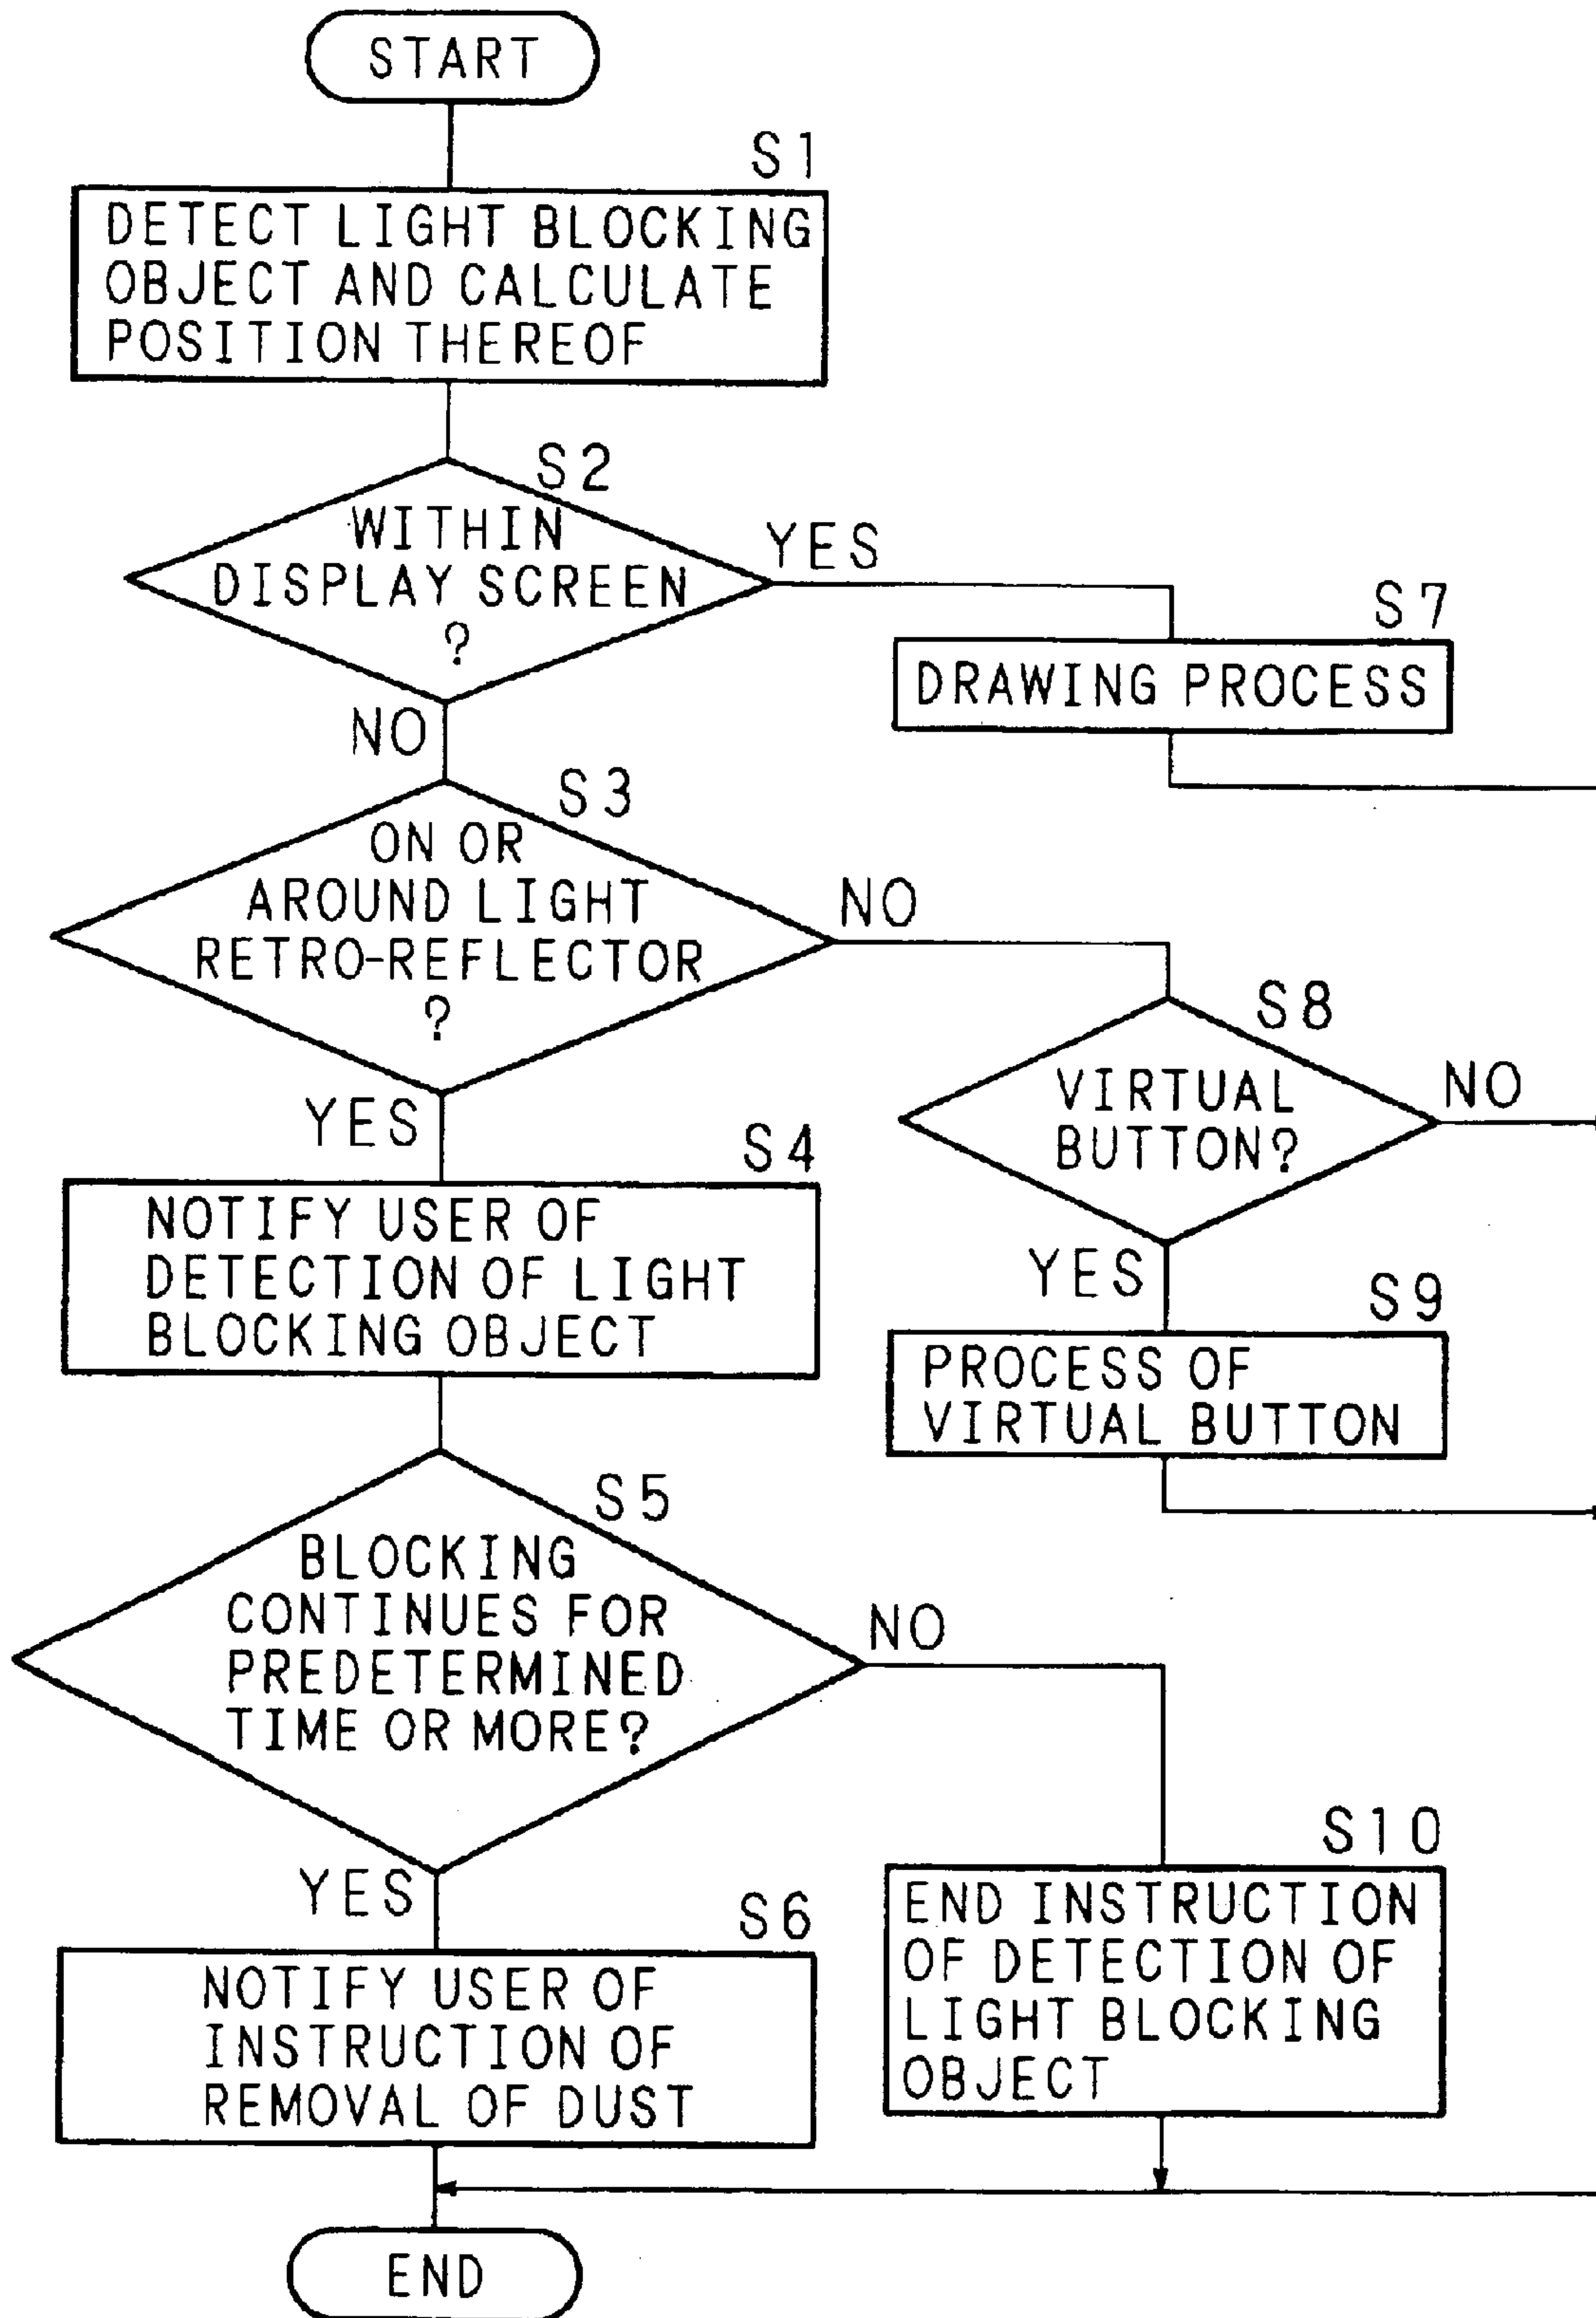 START
S1
DETECT LIGHT BLOCKING
OBJECT AND CALCULATE
POSITION THEREOF
S2
WITHIN
DISPLAY SCREEN
?
YES
NO
S7
DRAWING PROCESS
S3
ON OR
AROUND LIGHT
RETRO-REFLECTOR
?
NO
YES
S8
VIRTUAL
BUTTON?
NO
YES
S4
NOTIFY USER OF
DETECTION OF LIGHT
BLOCKING OBJECT
S9
PROCESS OF
VIRTUAL BUTTON
S5
BLOCKING
CONTINUES FOR
PREDETERMINED
TIME OR MORE?
NO
YES
S6
NOTIFY USER OF
INSTRUCTION OF
REMOVAL OF DUST
S10
END INSTRUCTION
OF DETECTION OF
LIGHT BLOCKING
OBJECT
END